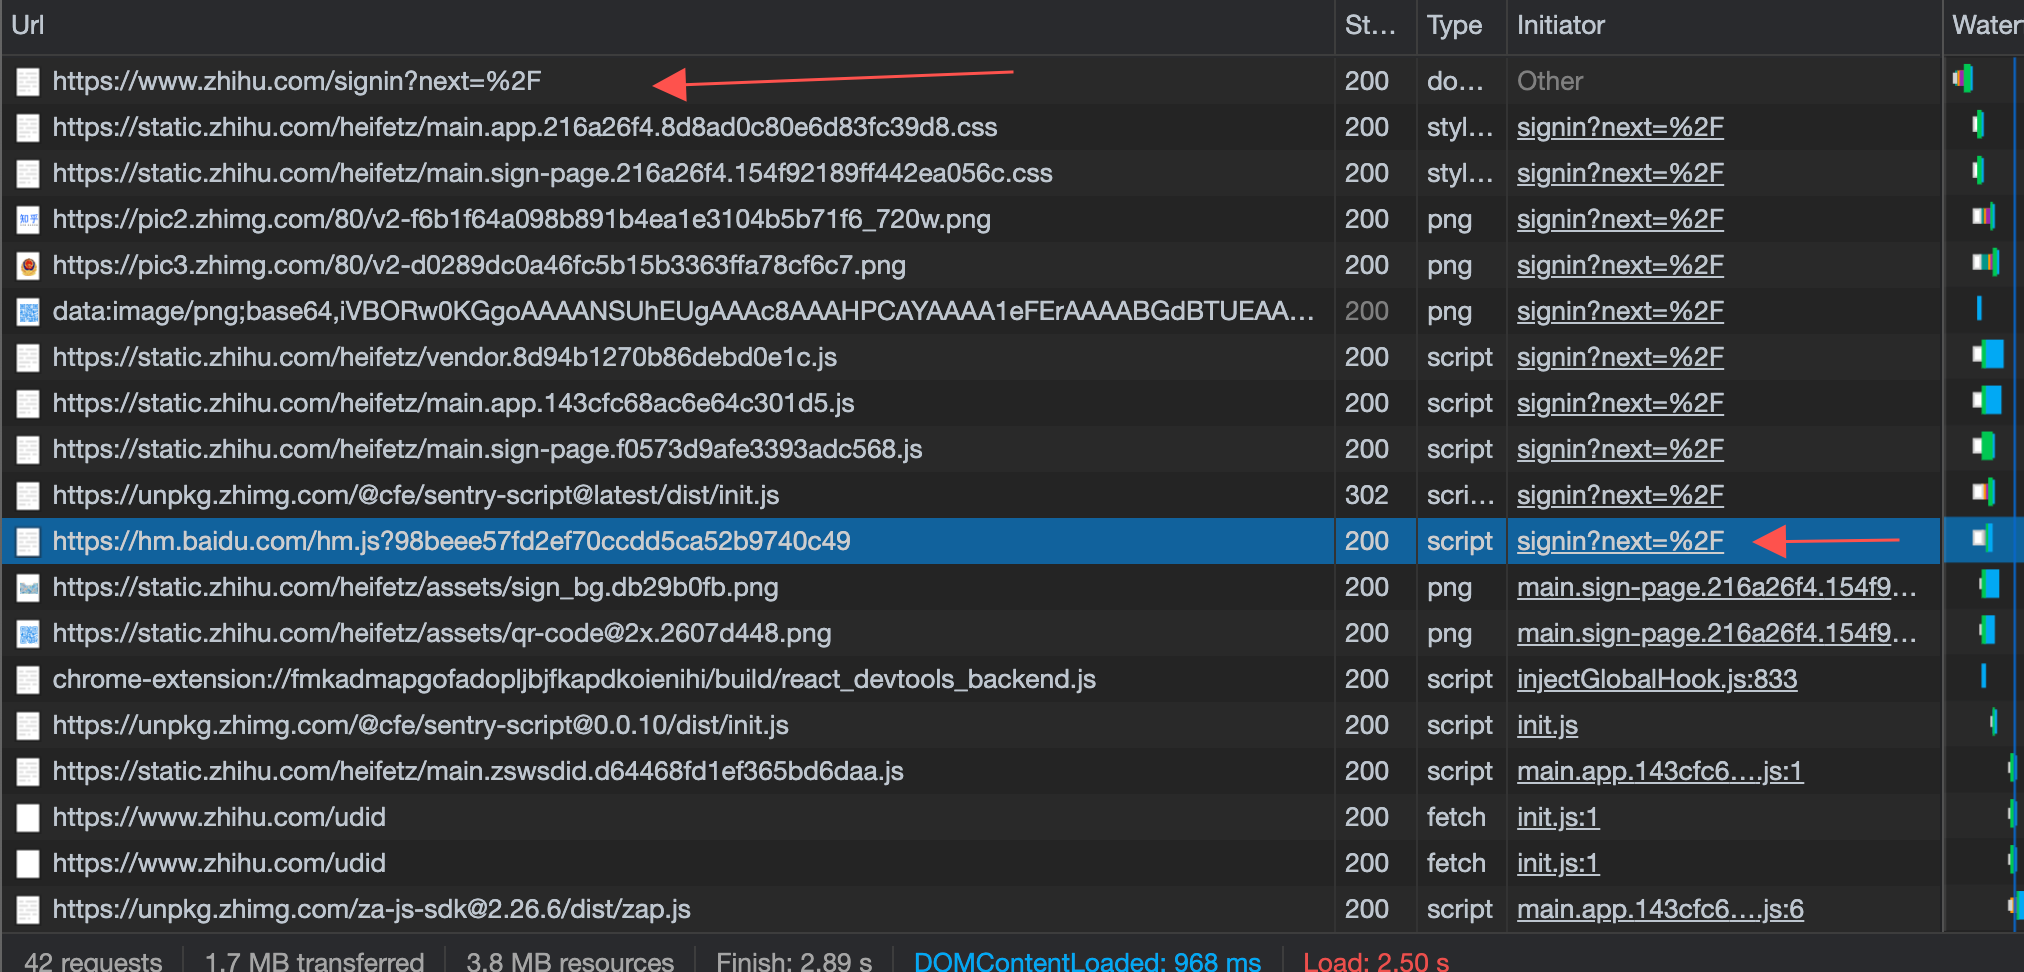 Url St... Type Initiator Water
https://www.zhihu.com/signin?next=%2F 200 do... Other
https://static.zhihu.com/heifetz/main.app.216a26f4.8d8ad0c80e6d83fc39d8.css 200 styl... signin?next=%2F
https://static.zhihu.com/heifetz/main.sign-page.216a26f4.154f92189ff442ea056c.css 200 styl... signin?next=%2F
https://pic2.zhimg.com/80/v2-f6b1f64a098b891b4ea1e3104b5b71f6_720w.png 200 png signin?next=%2F
https://pic3.zhimg.com/80/v2-d0289dc0a46fc5b15b3363ffa78cf6c7.png 200 png signin?next=%2F
data:image/png;base64,iVBORw0KGgoAAAANSUhEUgAAAc8AAAHPCAYAAAA1eFErAAAABGdBTUEAA... 200 png signin?next=%2F
https://static.zhihu.com/heifetz/vendor.8d94b1270b86debd0e1c.js 200 script signin?next=%2F
https://static.zhihu.com/heifetz/main.app.143cfc68ac6e64c301d5.js 200 script signin?next=%2F
https://static.zhihu.com/heifetz/main.sign-page.f0573d9afe3393adc568.js 200 script signin?next=%2F
https://unpkg.zhimg.com/@cfe/sentry-script@latest/dist/init.js 302 scri... signin?next=%2F
https://hm.baidu.com/hm.js?98beee57fd2ef70ccdd5ca52b9740c49 200 script signin?next=%2F
https://static.zhihu.com/heifetz/assets/sign_bg.db29b0fb.png 200 png main.sign-page.216a26f4.154f9...
https://static.zhihu.com/heifetz/assets/qr-code@2x.2607d448.png 200 png main.sign-page.216a26f4.154f9...
chrome-extension://fmkadmapgofadopljbjfkapdkoienihi/build/react_devtools_backend.js 200 script injectGlobalHook.js:833
https://unpkg.zhimg.com/@cfe/sentry-script@0.0.10/dist/init.js 200 script init.js
https://static.zhihu.com/heifetz/main.zswsdid.d64468fd1ef365bd6daa.js 200 script main.app.143cfc6....js:1
https://www.zhihu.com/udid 200 fetch init.js:1
https://www.zhihu.com/udid 200 fetch init.js:1
https://unpkg.zhimg.com/za-js-sdk@2.26.6/dist/zap.js 200 script main.app.143cfc6....js:6
42 requests 1.7 MB transferred 3.8 MB resources Finish: 2.89 s DOMContentLoaded: 968 ms Load: 2.50 s